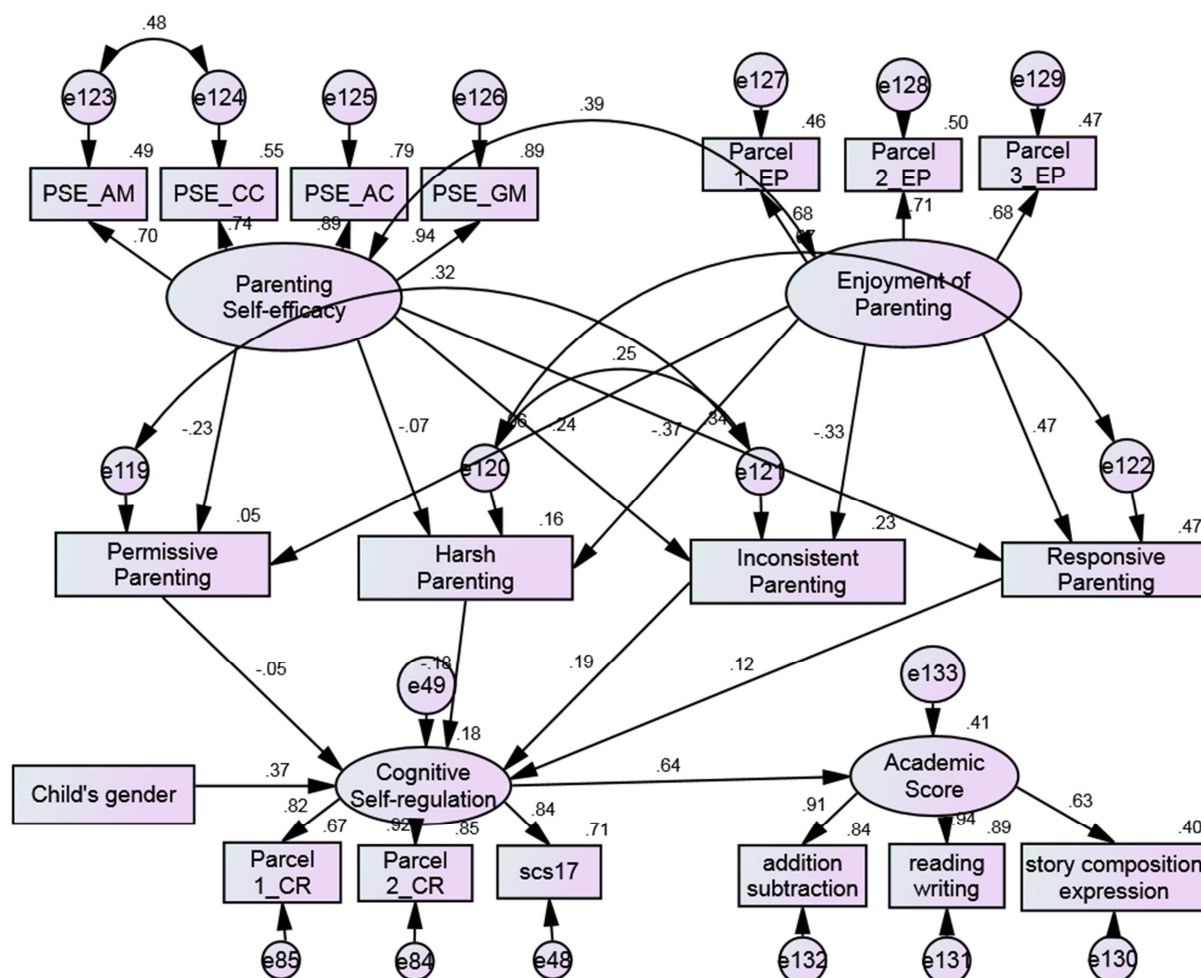 .48
e123
e124
e125
e126
e127
e128
e129
.39
.49
.55
.79
.89
.46
.50
.47
PSE_AM
PSE_CC
PSE_AC
PSE_GM
Parcel
1_EP
Parcel
2_EP
Parcel
3_EP
.70
.74
.89
.94
.68
.71
.68
Parenting
Self-efficacy
.32
Enjoyment of
Parenting
.25
-.23
-.07
.24
-.37
.34
-.33
.47
e119
e120
e121
e122
.05
.16
.23
.47
Permissive
Parenting
Harsh
Parenting
Inconsistent
Parenting
Responsive
Parenting
-.05
-.18
.19
.12
e49
e133
.18
.41
Child's gender
.37
Cognitive
Self-regulation
.64
Academic
Score
.82
.92
.84
.91
.94
.63
.67
.85
.71
.84
.89
.40
Parcel
1_CR
Parcel
2_CR
scs17
addition
subtraction
reading
writing
story composition
expression
e85
e84
e48
e132
e131
e130